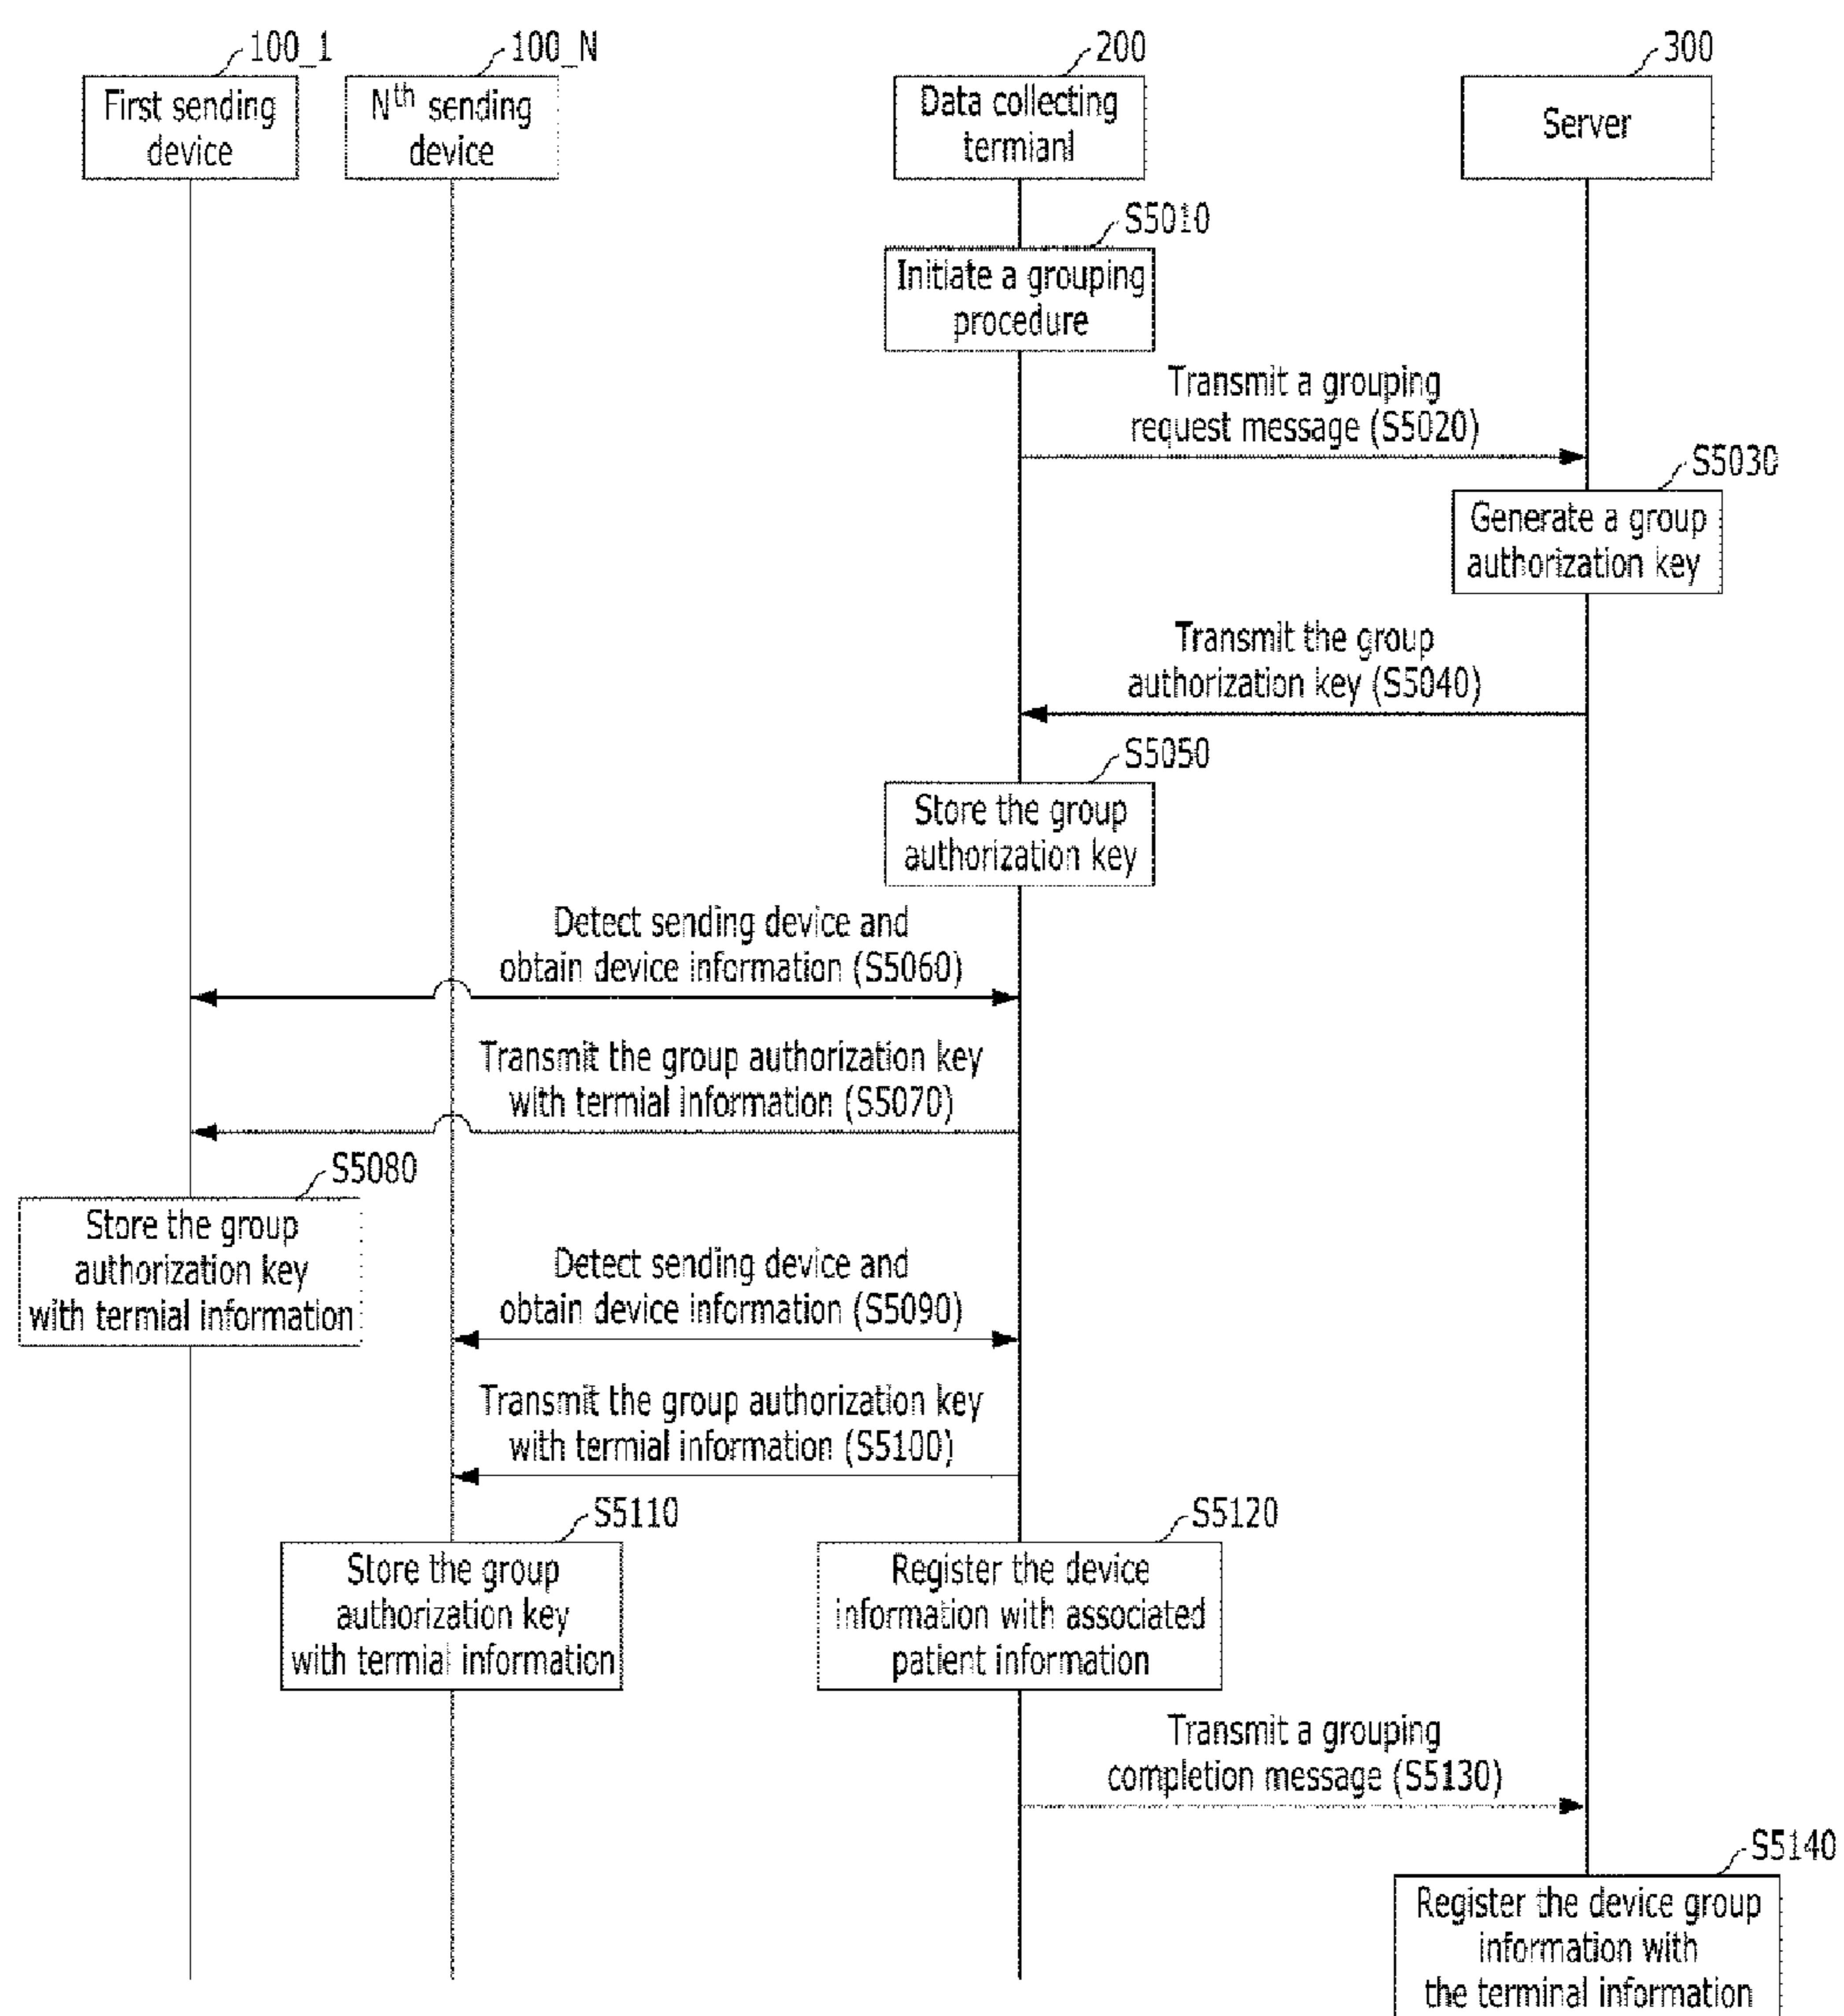 100_1
100_N
200
300
First sending
device
Nth sending
device
Data collecting
termianl
Server
S5010
Initiate a grouping
procedure
Transmit a grouping
request message (S5020)
S5030
Generate a group
authorization key
Transmit the group
authorization key (S5040)
S5050
Store the group
authorization key
Detect sending device and
obtain device information (S5060)
Transmit the group authorization key
with termial information (S5070)
S5080
Store the group
authorization key
with termial information
Detect sending device and
obtain device information (S5090)
Transmit the group authorization key
with termial information (S5100)
S5110
Store the group
authorization key
with termial information
S5120
Register the device
information with associated
patient information
Transmit a grouping
completion message (S5130)
S5140
Register the device group
information with
the terminal information